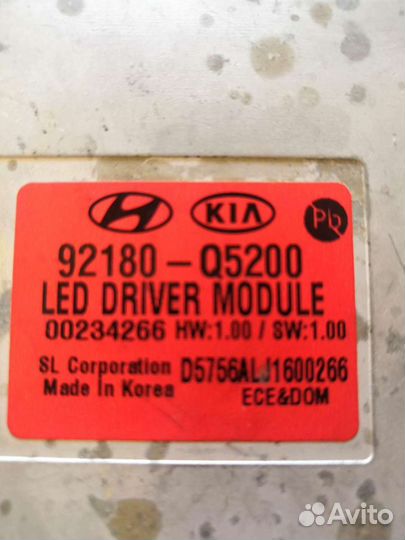 KIA Pb
92180-Q5200
LED DRIVER MODULE
00234266 HW:1.00 / SW:1.00
SL Corporation D5756ALJ1600266
Made in Korea ECE&DOM
Avito